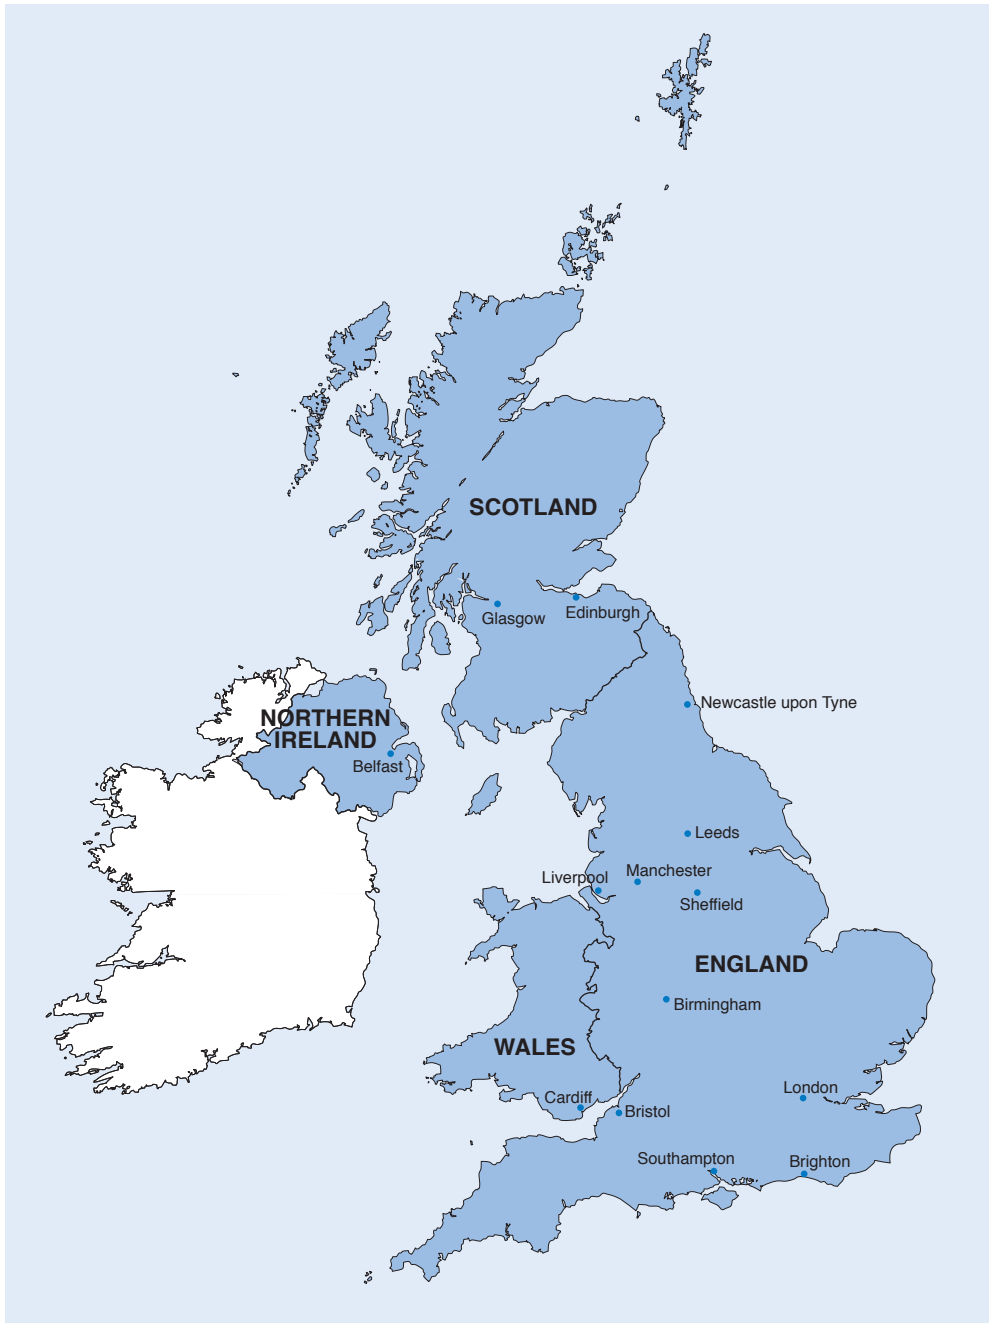 SCOTLAND
Glasgow
Edinburgh
Newcastle upon Tyne
NORTHERN
IRELAND
Belfast
Leeds
Liverpool
Manchester
Sheffield
ENGLAND
Birmingham
WALES
Cardiff
Bristol
London
Southampton
Brighton